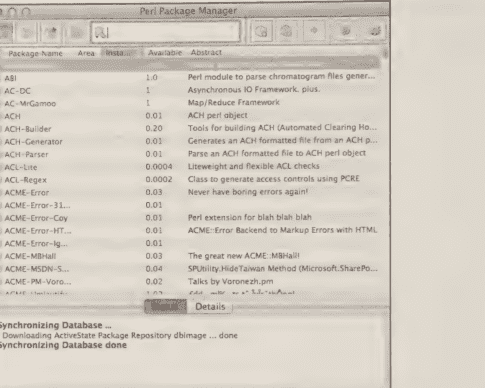 Perl Package Manager
Package Name Area Insta... Available Abstract
ABI 1.0 Perl module to parse chromatogram files gener...
AC-DC 1 Asynchronous IO Framework, plus.
AC-MrGamoo 1 Map/Reduce Framework
ACH 0.01 ACH perl object
ACH-Builder 0.20 Tools for building ACH (Automated Clearing Ho...
ACH-Generator 0.01 Generates an ACH formatted file from an ACH p...
ACH-Parser 0.01 Parse an ACH formatted file to ACH perl object
ACL-Lite 0.0004 Liteweight and flexible ACL checks
ACL-Regex 0.0002 Class to generate access controls using PCRE
ACME-Error 0.03 Never have boring errors again!
ACME-Error-31... 0.01
ACME-Error-Coy 0.01 Perl extension for blah blah blah
ACME-Error-HT... 0.01 ACME::Error Backend to Markup Errors with HTML
ACME-Error-Ig... 0.01
ACME-MBHall 0.03 The great new ACME::MBHall!
ACME-MSDN-S... 0.04 SPUtility.HideTaiwan Method (Microsoft.SharePo...
ACME-PM-Voro... 0.02 Talks by Voronezh.pm
Details
Synchronizing Database ...
Downloading ActiveState Package Repository dbimage ... done
Synchronizing Database done